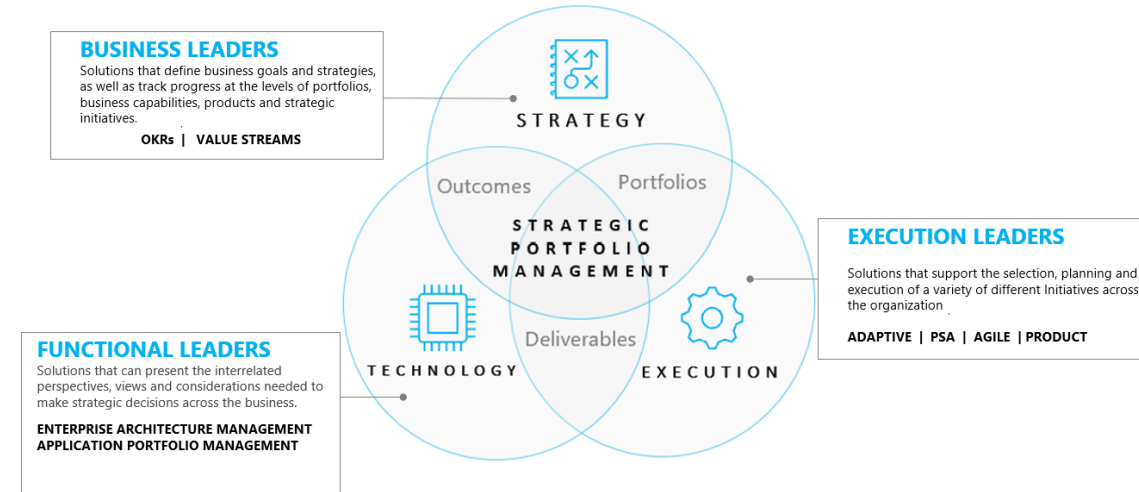 BUSINESS LEADERS
Solutions that define business goals and strategies,
as well as track progress at the levels of portfolios,
business capabilities, products and strategic
initiatives.
OKRs | VALUE STREAMS
STRATEGY
Outcomes
Portfolios
STRATEGIC
PORTFOLIO
MANAGEMENT
EXECUTION LEADERS
Solutions that support the selection, planning and
execution of a variety of different Initiatives across
the organization
ADAPTIVE | PSA | AGILE | PRODUCT
Deliverables
TECHNOLOGY
EXECUTION
FUNCTIONAL LEADERS
Solutions that can present the interrelated
perspectives, views and considerations needed to
make strategic decisions across the business.
ENTERPRISE ARCHITECTURE MANAGEMENT
APPLICATION PORTFOLIO MANAGEMENT